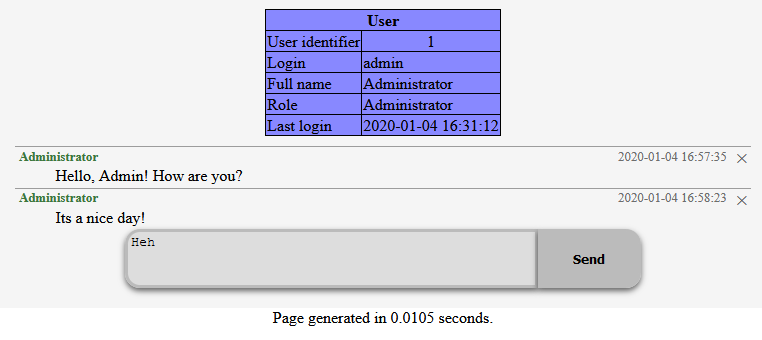 User
User identifier 1
Login admin
Full name Administrator
Role Administrator
Last login 2020-01-04 16:31:12
Administrator 2020-01-04 16:57:35 ×
Hello, Admin! How are you?
Administrator 2020-01-04 16:58:23 ×
Its a nice day!
Heh
Send
Page generated in 0.0105 seconds.